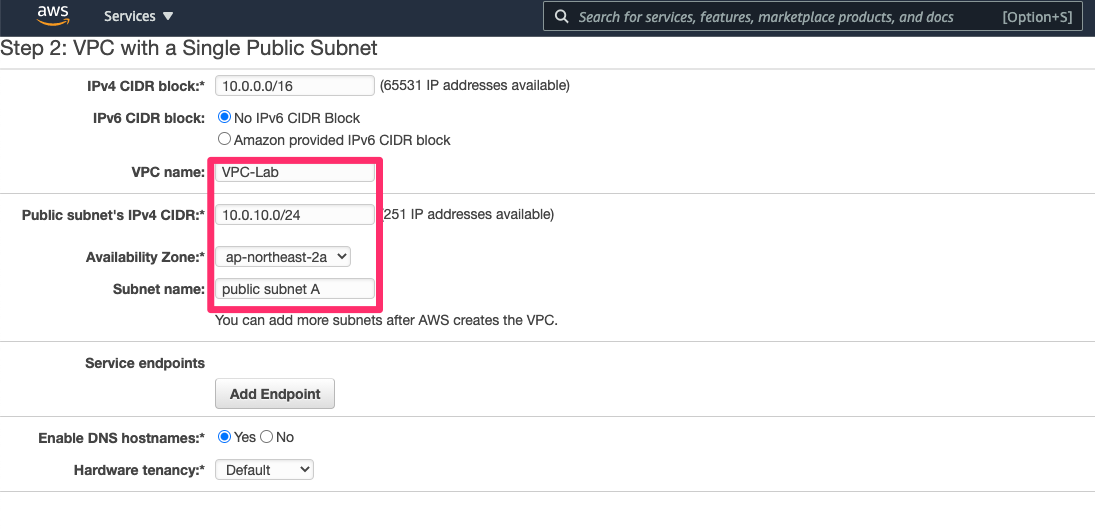 aws Services Search for services, features, marketplace products, and docs [Option+S]
Step 2: VPC with a Single Public Subnet
IPv4 CIDR block:* 10.0.0.0/16 (65531 IP addresses available)
IPv6 CIDR block: No IPv6 CIDR Block
Amazon provided IPv6 CIDR block
VPC name: VPC-Lab
Public subnet's IPv4 CIDR:* 10.0.10.0/24 (251 IP addresses available)
Availability Zone:* ap-northeast-2a
Subnet name: public subnet A
You can add more subnets after AWS creates the VPC.
Service endpoints
Add Endpoint
Enable DNS hostnames:* Yes No
Hardware tenancy:* Default